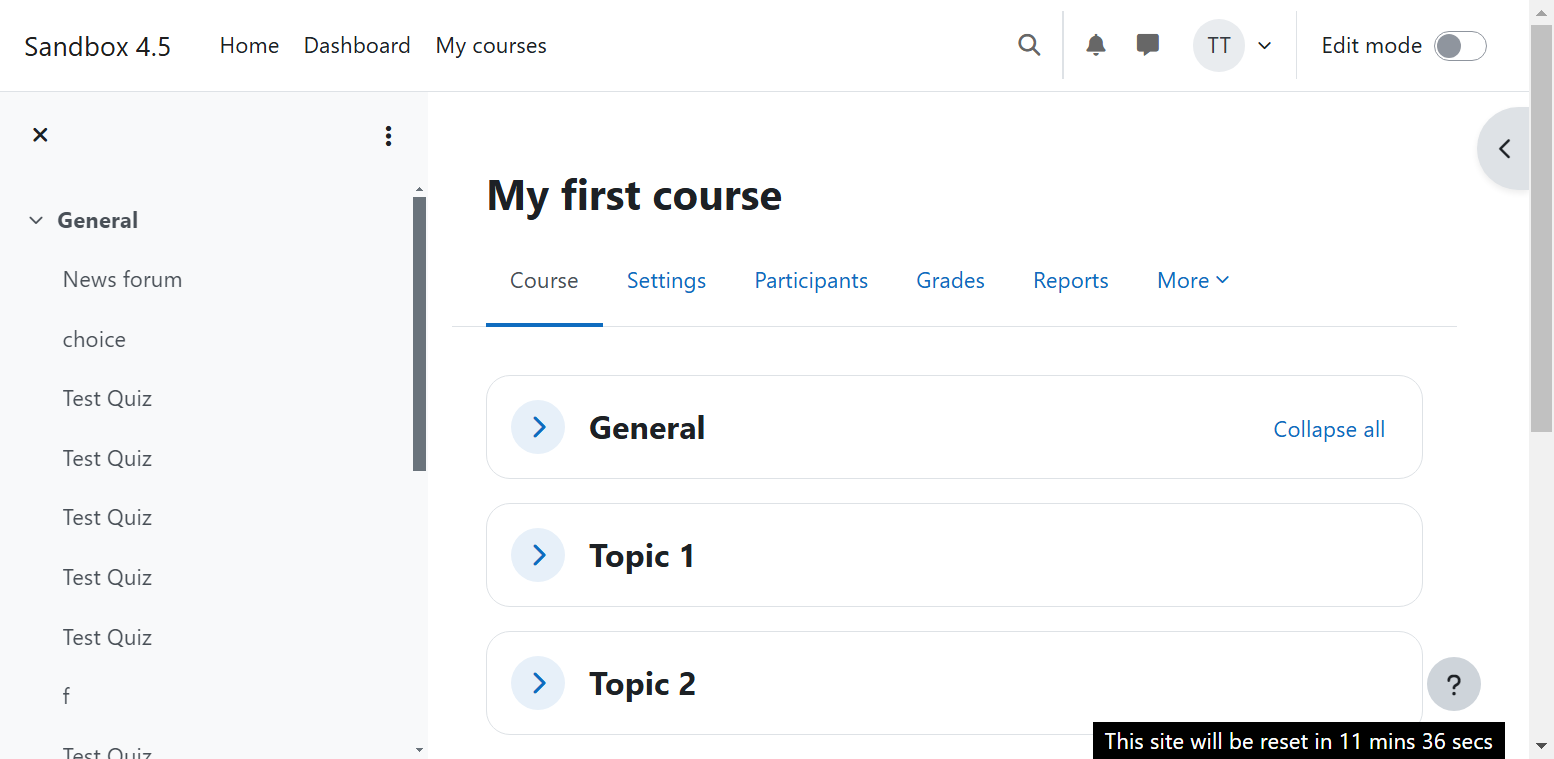 Sandbox 4.5 Home Dashboard My courses TT Edit mode
General
News forum
choice
Test Quiz
Test Quiz
Test Quiz
Test Quiz
Test Quiz
f
Test Quiz
My first course
Course Settings Participants Grades Reports More
General Collapse all
Topic 1
Topic 2
?
This site will be reset in 11 mins 36 secs